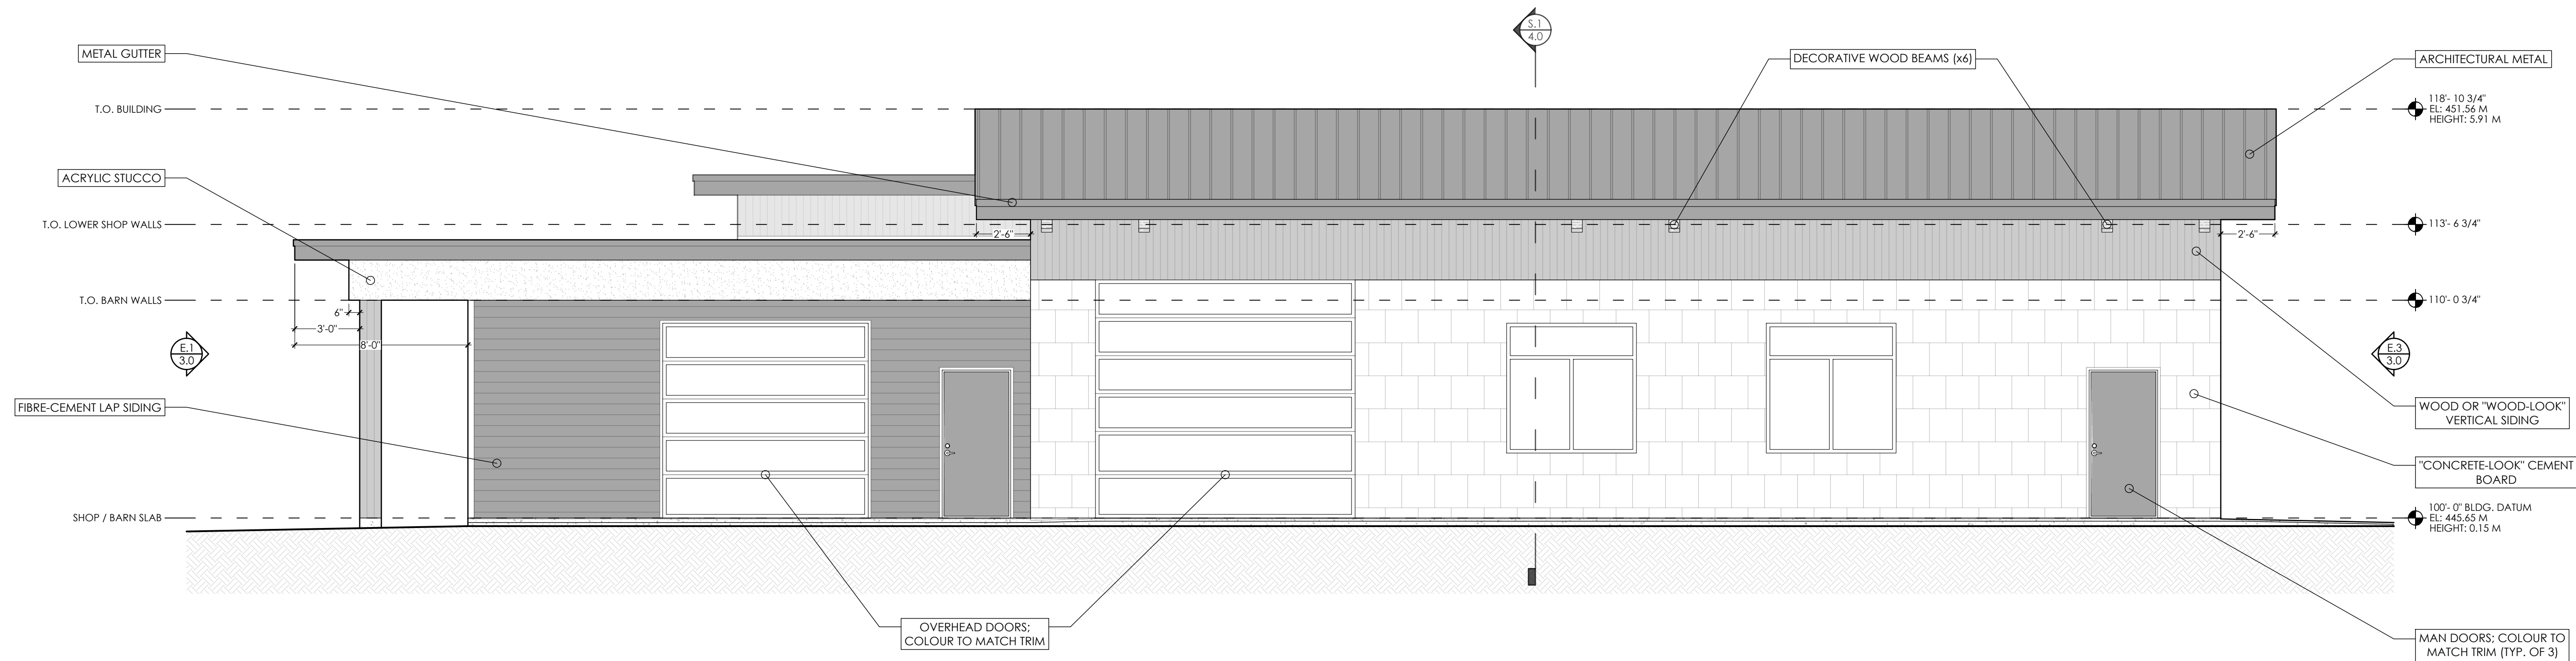 S.1
4.0
METAL GUTTER
DECORATIVE WOOD BEAMS (x6)
ARCHITECTURAL METAL
T.O. BUILDING
118'- 10 3/4"
EL: 451.56 M
HEIGHT: 5.91 M
ACRYLIC STUCCO
T.O. LOWER SHOP WALLS
113'- 6 3/4"
2'-6"
2'-6"
T.O. BARN WALLS
110'- 0 3/4"
6"
3'-0"
8'-0"
E.1
3.0
E.3
3.0
FIBRE-CEMENT LAP SIDING
WOOD OR "WOOD-LOOK"
VERTICAL SIDING
"CONCRETE-LOOK" CEMENT
BOARD
SHOP / BARN SLAB
100'- 0" BLDG. DATUM
EL: 445.65 M
HEIGHT: 0.15 M
OVERHEAD DOORS;
COLOUR TO MATCH TRIM
MAN DOORS; COLOUR TO
MATCH TRIM (TYP. OF 3)